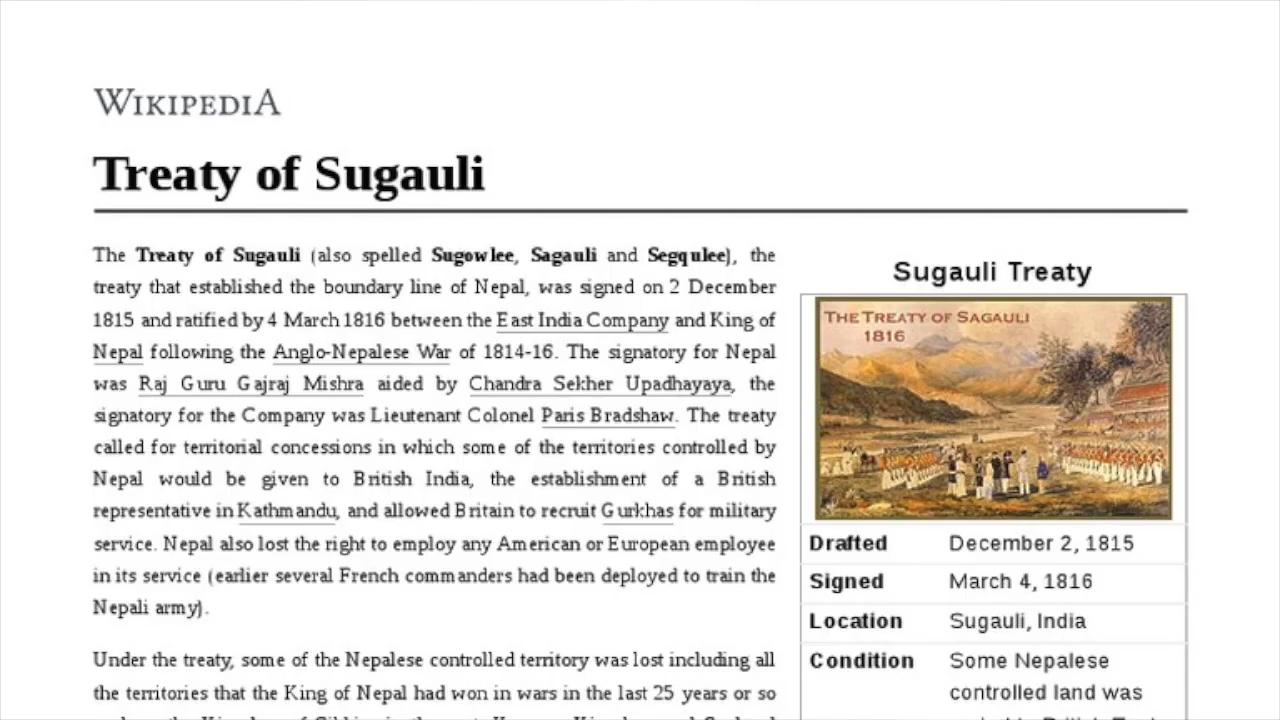 WIKIPEDIA
Treaty of Sugauli
The Treaty of Sugauli (also spelled Sugowlee, Sagauli and Segqulee), the
treaty that established the boundary line of Nepal, was signed on 2 December
1815 and ratified by 4 March 1816 between the East India Company and King of
Nepal following the Anglo-Nepalese War of 1814-16. The signatory for Nepal
was Raj Guru Gajraj Mishra aided by Chandra Sekher Upadhayaya, the
signatory for the Company was Lieutenant Colonel Paris Bradshaw. The treaty
called for territorial concessions in which some of the territories controlled by
Nepal would be given to British India, the establishment of a British
representative in Kathmandu, and allowed Britain to recruit Gurkhas for military
service. Nepal also lost the right to employ any American or European employee
in its service (earlier several French commanders had been deployed to train the
Nepali army).
Under the treaty, some of the Nepalese controlled territory was lost including all
the territories that the King of Nepal had won in wars in the last 25 years or so
Sugauli Treaty
THE TREATY OF SAGAULI
1816
Drafted December 2, 1815
Signed March 4, 1816
Location Sugauli, India
Condition Some Nepalese
controlled land was